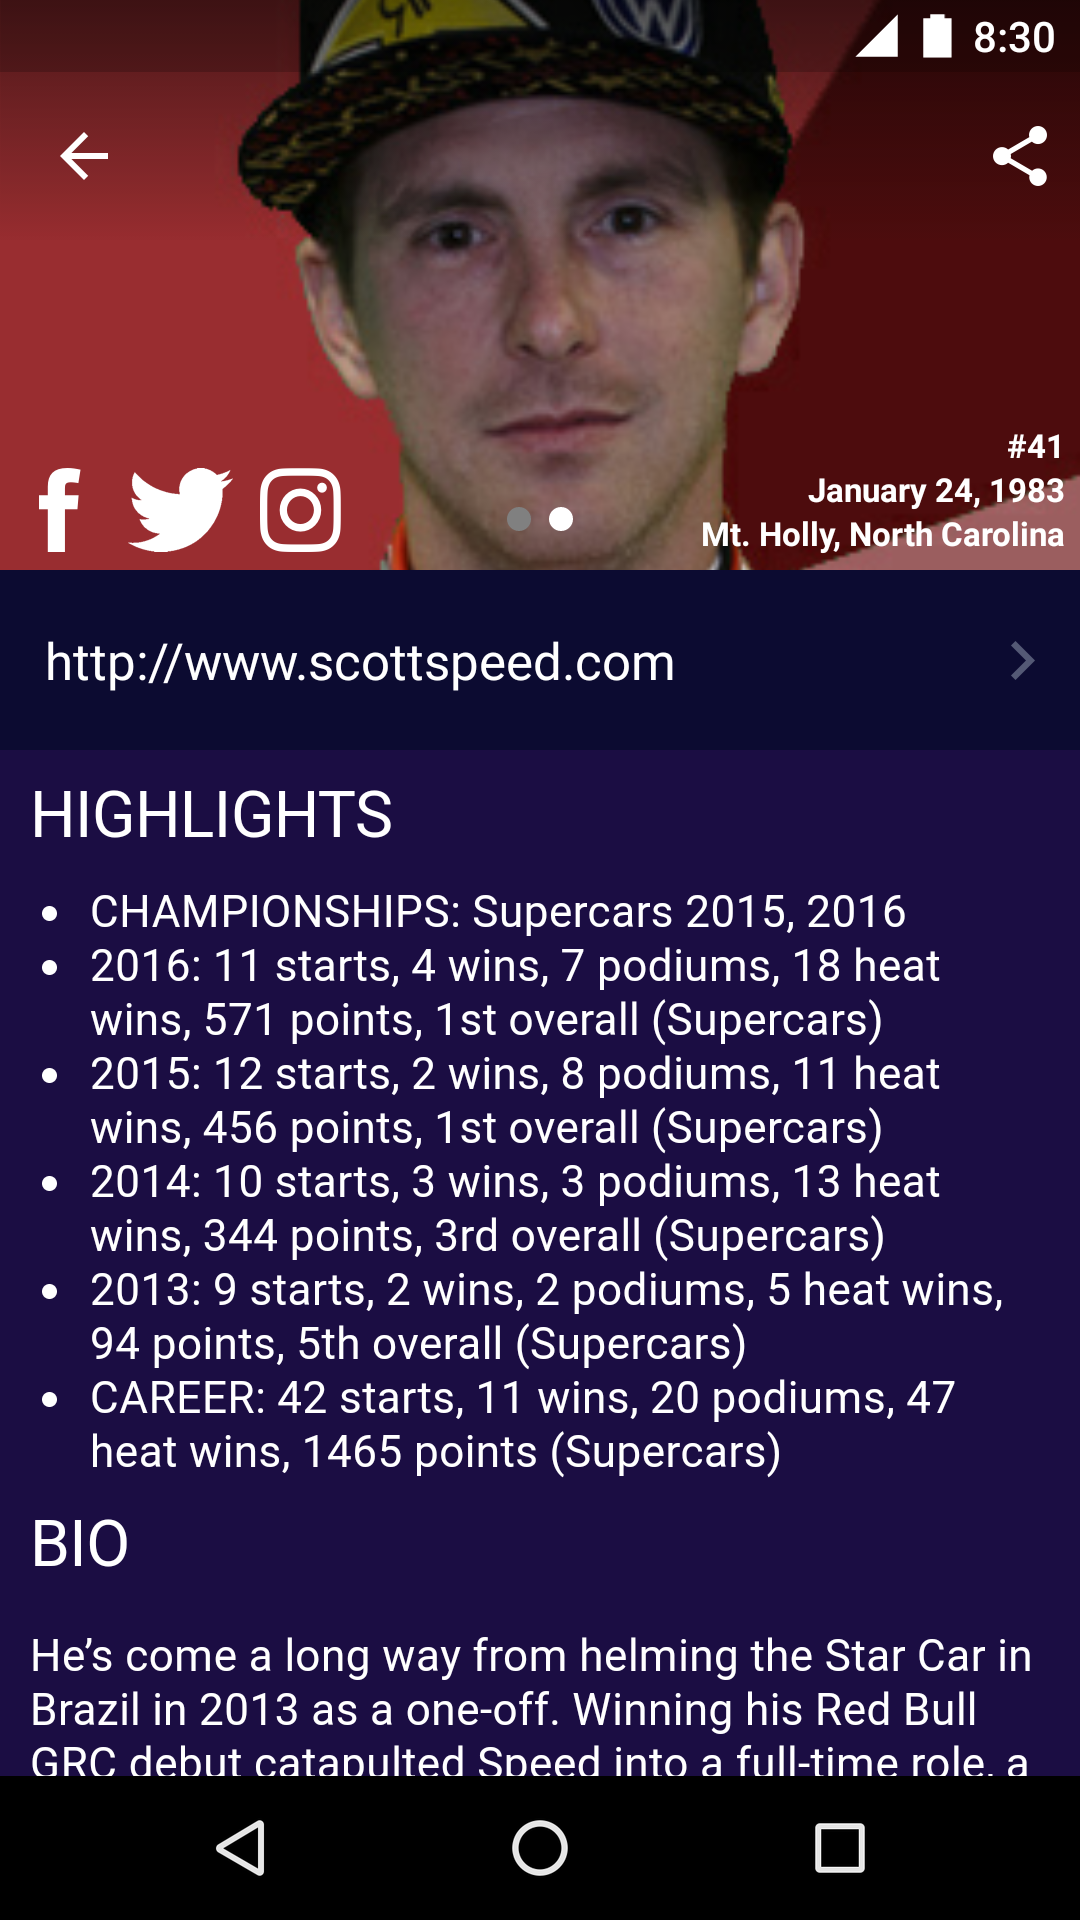 8:30
#41
January 24, 1983
Mt. Holly, North Carolina
http://www.scottspeed.com
HIGHLIGHTS
• CHAMPIONSHIPS: Supercars 2015, 2016
• 2016: 11 starts, 4 wins, 7 podiums, 18 heat
wins, 571 points, 1st overall (Supercars)
• 2015: 12 starts, 2 wins, 8 podiums, 11 heat
wins, 456 points, 1st overall (Supercars)
• 2014: 10 starts, 3 wins, 3 podiums, 13 heat
wins, 344 points, 3rd overall (Supercars)
• 2013: 9 starts, 2 wins, 2 podiums, 5 heat wins,
94 points, 5th overall (Supercars)
• CAREER: 42 starts, 11 wins, 20 podiums, 47
heat wins, 1465 points (Supercars)
BIO
He’s come a long way from helming the Star Car in
Brazil in 2013 as a one-off. Winning his Red Bull
GRC debut catapulted Speed into a full-time role, a